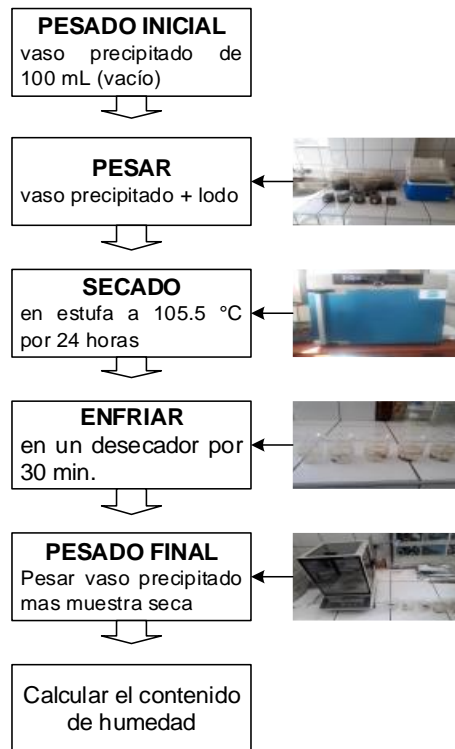 PESADO INICIAL
vaso precipitado de
100 mL (vacío)
PESAR
vaso precipitado + lodo
SECADO
en estufa a 105.5 °C
por 24 horas
ENFRIAR
en un desecador por
30 min.
PESADO FINAL
Pesar vaso precipitado
mas muestra seca
Calcular el contenido
de humedad